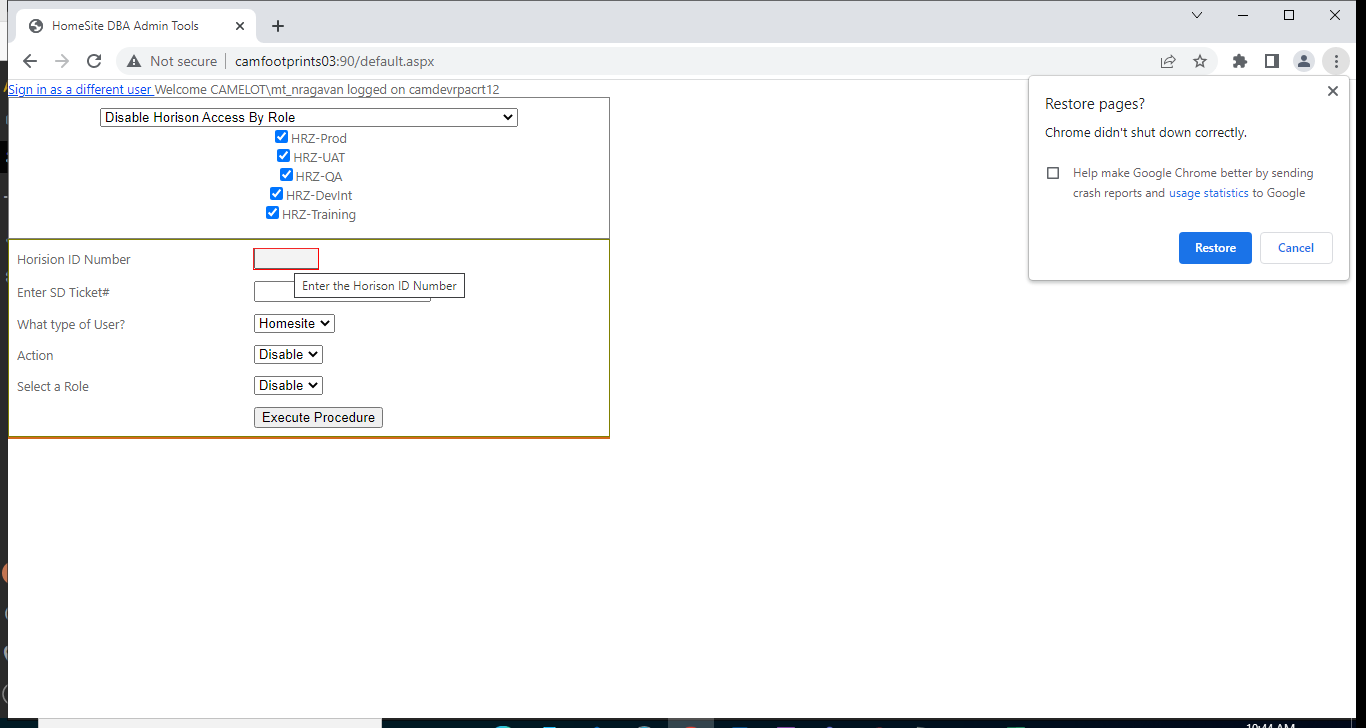 HomeSite DBA Admin Tools
Not secure camfootprints03:90/default.aspx
Sign in as a different user Welcome CAMELOT\mt_nragavan logged on camdevrpacrt12
Disable Horison Access By Role
HRZ-Prod
HRZ-UAT
HRZ-QA
HRZ-DevInt
HRZ-Training
Horision ID Number
Enter the Horison ID Number
Enter SD Ticket#
What type of User? Homesite
Action Disable
Select a Role Disable
Execute Procedure
Restore pages?
Chrome didn't shut down correctly.
Help make Google Chrome better by sending
crash reports and usage statistics to Google
Restore Cancel